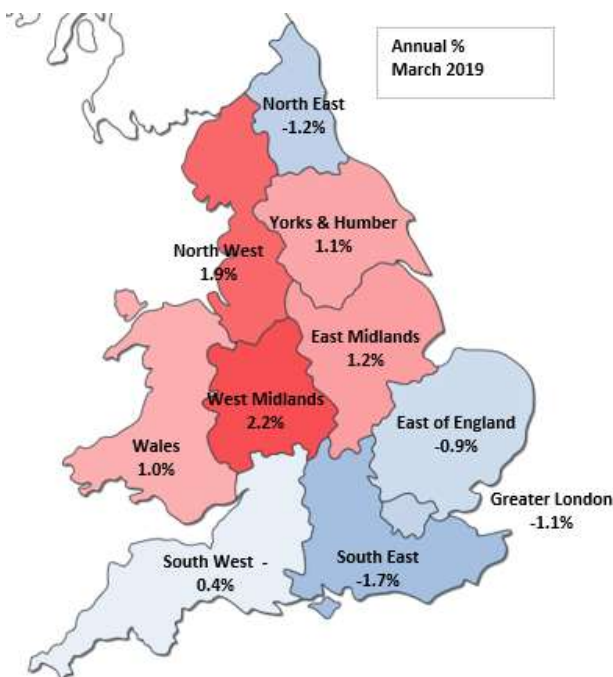 Annual %
March 2019
North East
-1.2%
Yorks & Humber
1.1%
North West
1.9%
East Midlands
1.2%
West Midlands
2.2%
East of England
-0.9%
Wales
1.0%
Greater London
-1.1%
South West -
0.4%
South East
-1.7%